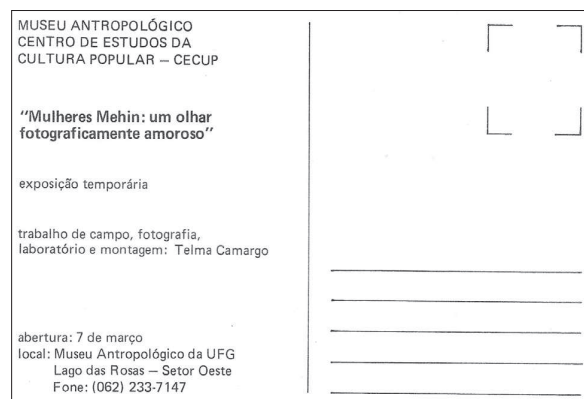 MUSEU ANTROPOLÓGICO
CENTRO DE ESTUDOS DA
CULTURA POPULAR — CECUP
"Mulheres Mehin: um olhar
fotograficamente amoroso"
exposição temporária
trabalho de campo, fotografia,
laboratório e montagem: Telma Camargo
abertura: 7 de março
local: Museu Antropológico da UFG
Lago das Rosas — Setor Oeste
Fone: (062) 233-7147